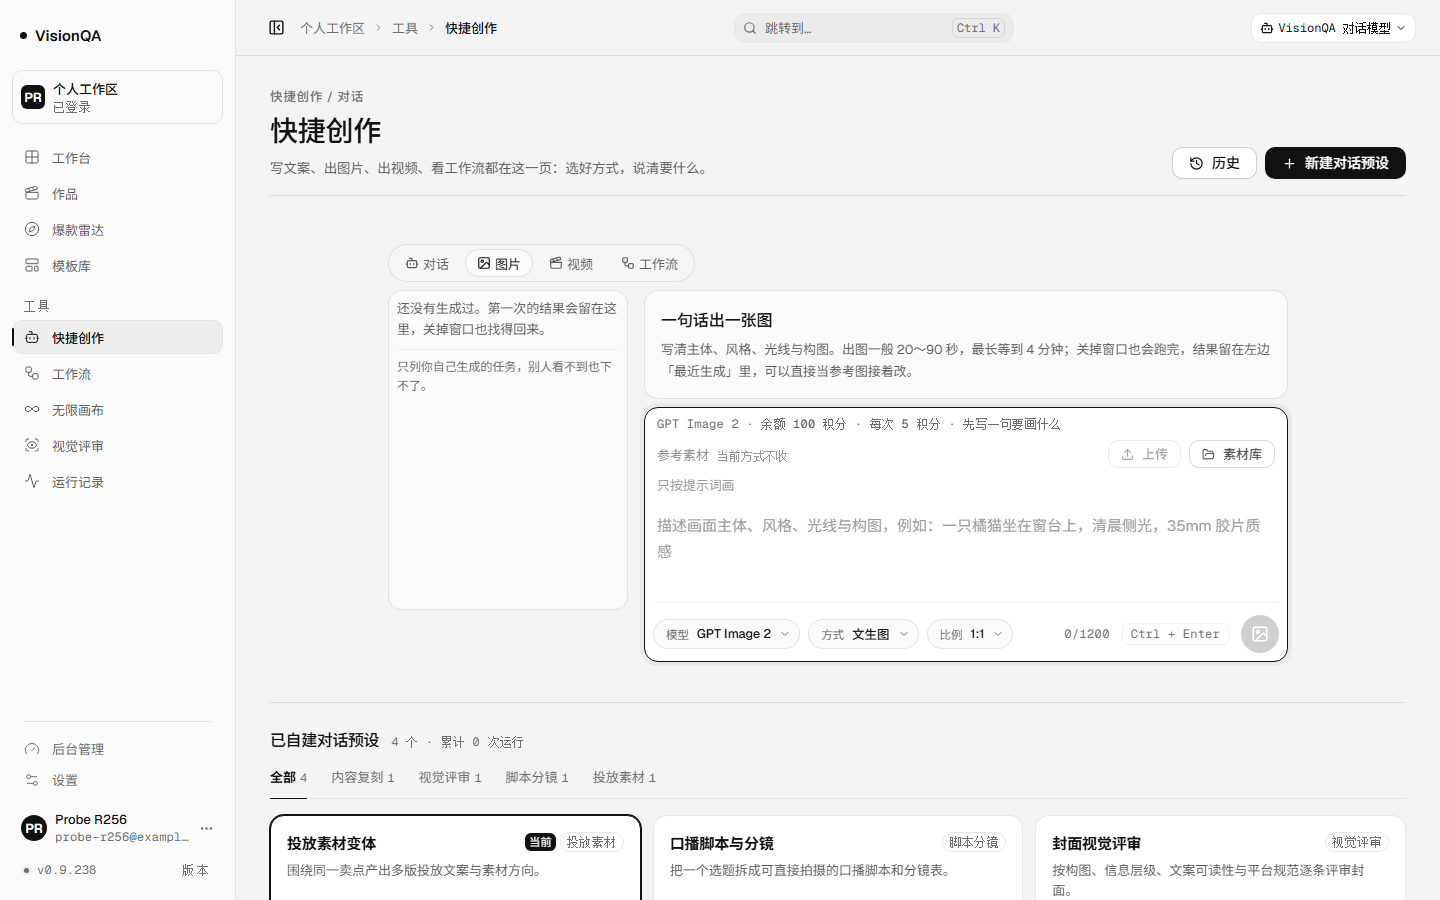 VisionQA
PR
个人工作区
已登录
工作台
作品
爆款雷达
模板库
工具
快捷创作
工作流
无限画布
视觉评审
运行记录
后台管理
设置
PR
Probe R256
probe-r256@exampl…
v0.9.238
版本
个人工作区
工具
快捷创作
跳转到…
Ctrl K
VisionQA 对话模型
快捷创作 / 对话
快捷创作
写文案、出图片、出视频、看工作流都在这一页：选好方式，说清要什么。
历史
新建对话预设
对话
图片
视频
工作流
还没有生成过。第一次的结果会留在这
里，关掉窗口也找得回来。
只列你自己生成的任务，别人看不到也下
不了。
一句话出一张图
写清主体、风格、光线与构图。出图一般 20～90 秒，最长等到 4 分钟；关掉窗口也会跑完，结果留在左边
「最近生成」里，可以直接当参考图接着改。
GPT Image 2 · 余额 100 积分 · 每次 5 积分 · 先写一句要画什么
参考素材 当前方式不收
上传
素材库
只按提示词画
描述画面主体、风格、光线与构图，例如：一只橘猫坐在窗台上，清晨侧光，35mm 胶片质
感
模型 GPT Image 2
方式 文生图
比例 1:1
0/1200
Ctrl + Enter
已自建对话预设
4 个 · 累计 0 次运行
全部 4
内容复刻 1
视觉评审 1
脚本分镜 1
投放素材 1
投放素材变体
当前
投放素材
围绕同一卖点产出多版投放文案与素材方向。
口播脚本与分镜
脚本分镜
把一个选题拆成可直接拍摄的口播脚本和分镜表。
封面视觉评审
视觉评审
按构图、信息层级、文案可读性与平台规范逐条评审封
面。